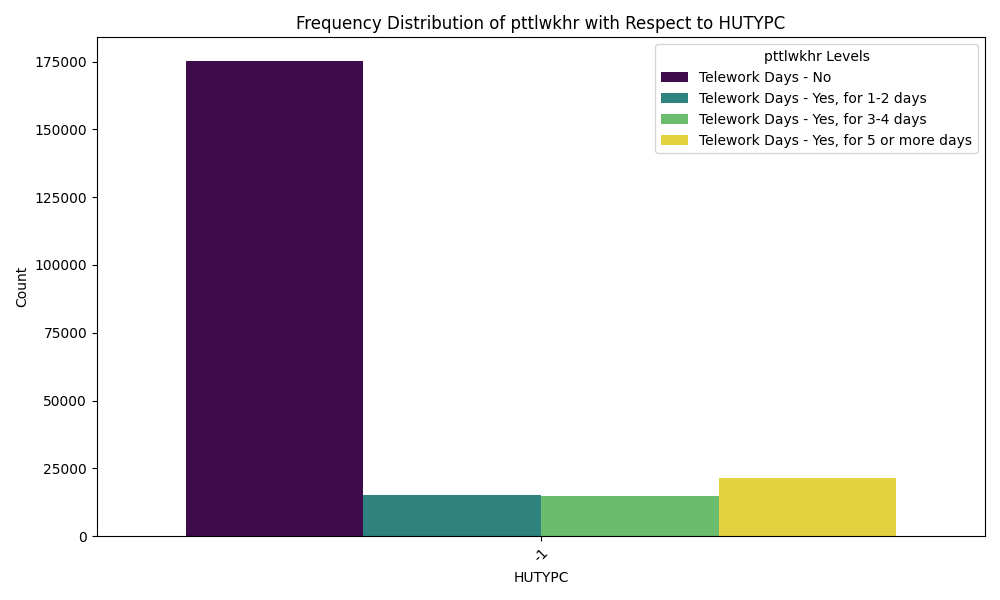 Frequency Distribution of pttlwkhr with Respect to HUTYPC
pttlwkhr Levels
Telework Days - No
Telework Days - Yes, for 1-2 days
Telework Days - Yes, for 3-4 days
Telework Days - Yes, for 5 or more days
Count
175000
150000
125000
100000
75000
50000
25000
0
-1
HUTYPC